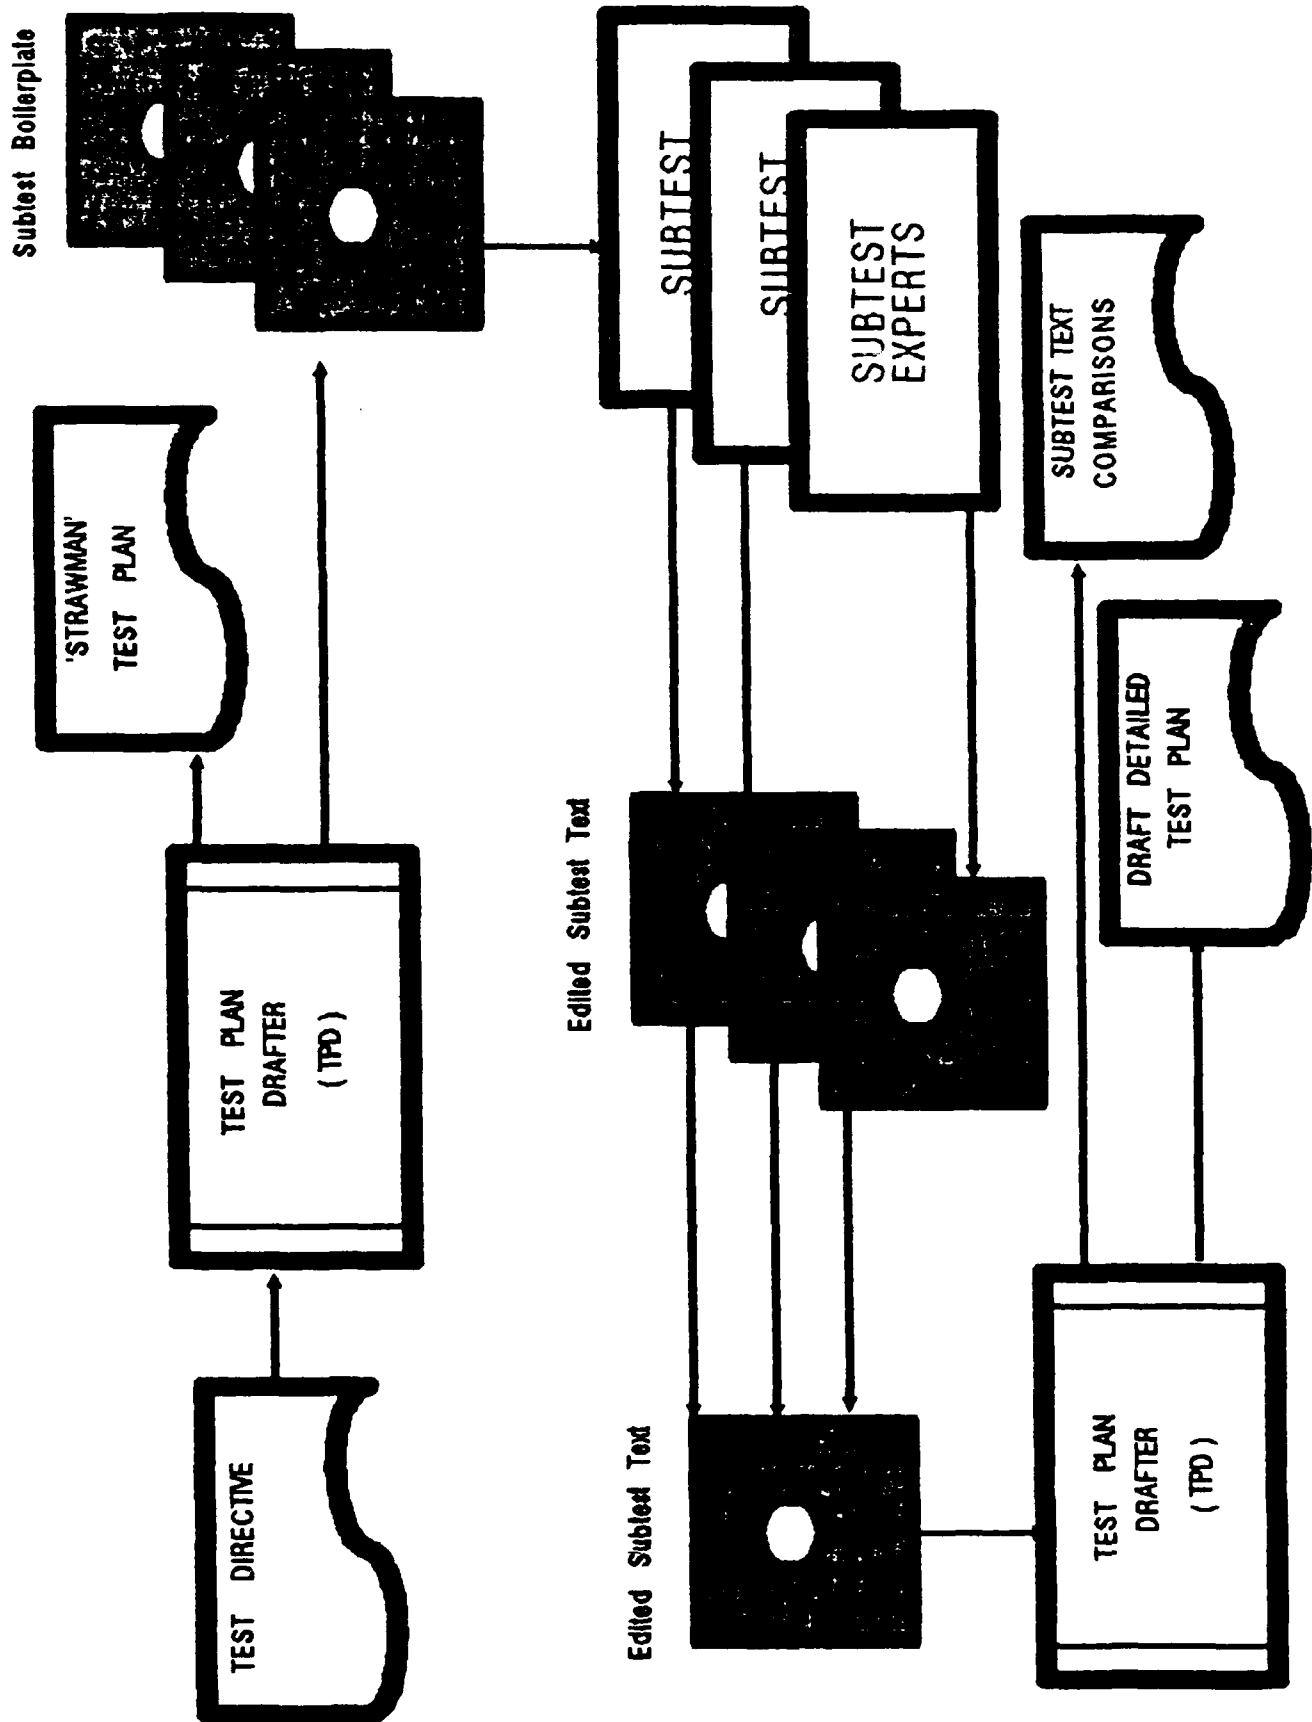 TEST DIRECTIVE
TEST PLAN
DRAFTER
(TPD)
'STRAWMAN'
TEST PLAN
Subtest Boilerplate
SUBTEST
SUBTEST
SUBTEST
EXPERTS
Edited Subtest Text
Edited Subtest Text
TEST PLAN
DRAFTER
(TPD)
SUBTEST TEXT
COMPARISONS
DRAFT DETAILED
TEST PLAN